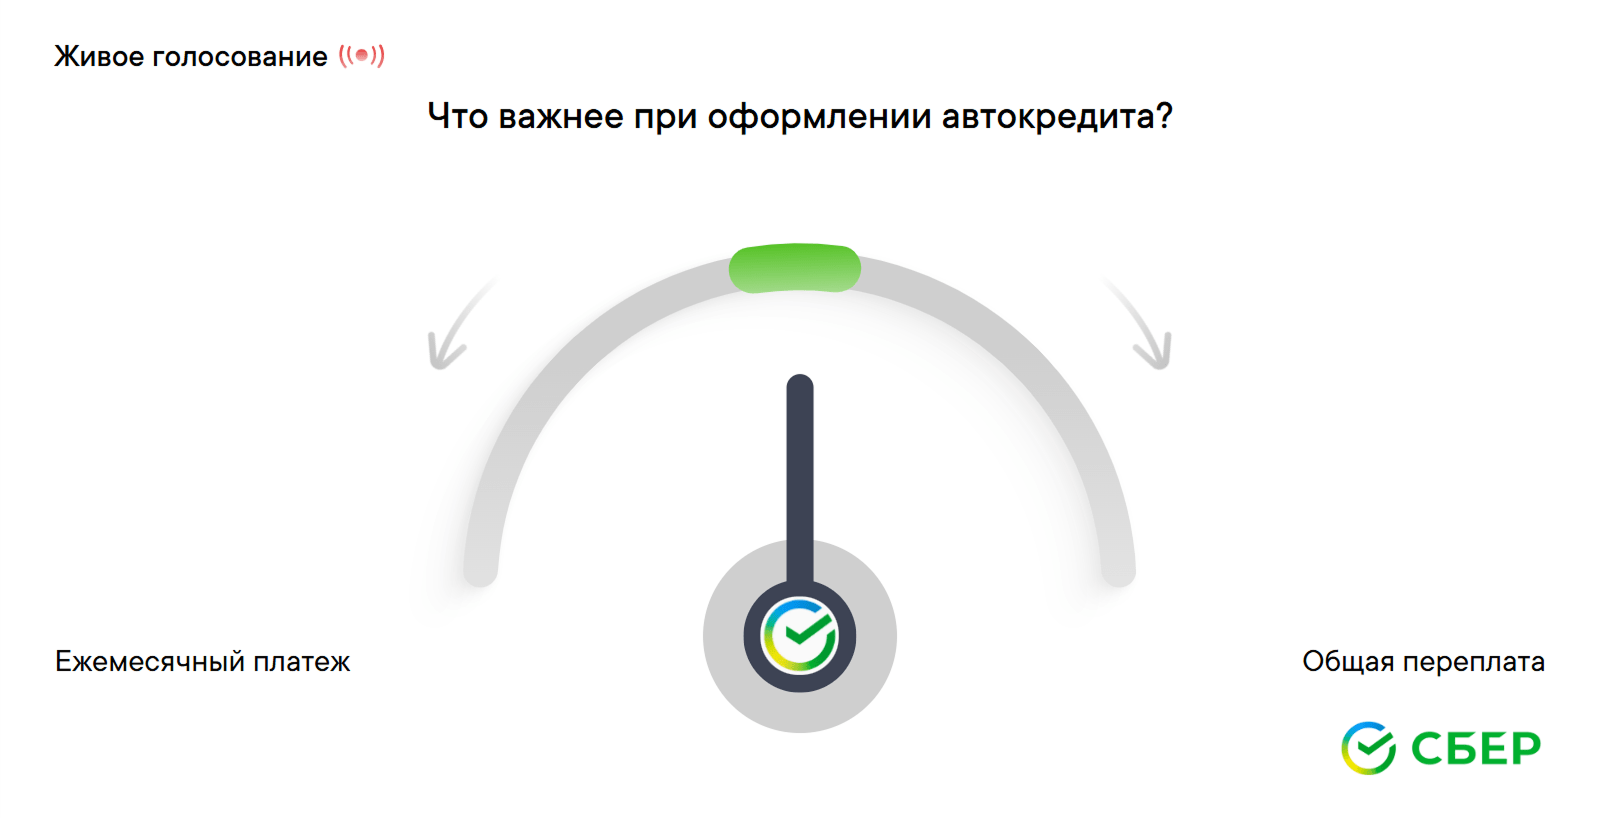 Живое голосование
Что важнее при оформлении автокредита?
Ежемесячный платеж
Общая переплата
СБЕР